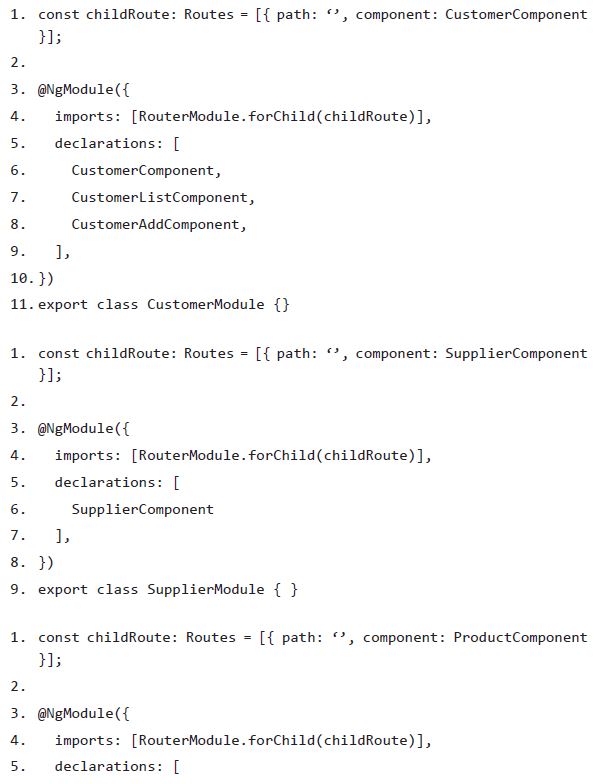 1. const childRoute: Routes = [{ path: ‘’, component: CustomerComponent
}];
2.
3. @NgModule({
4. imports: [RouterModule.forChild(childRoute)],
5. declarations: [
6. CustomerComponent,
7. CustomerListComponent,
8. CustomerAddComponent,
9. ],
10. })
11. export class CustomerModule {}
1. const childRoute: Routes = [{ path: ‘’, component: SupplierComponent
}];
2.
3. @NgModule({
4. imports: [RouterModule.forChild(childRoute)],
5. declarations: [
6. SupplierComponent
7. ],
8. })
9. export class SupplierModule { }
1. const childRoute: Routes = [{ path: ‘’, component: ProductComponent
}];
2.
3. @NgModule({
4. imports: [RouterModule.forChild(childRoute)],
5. declarations: [